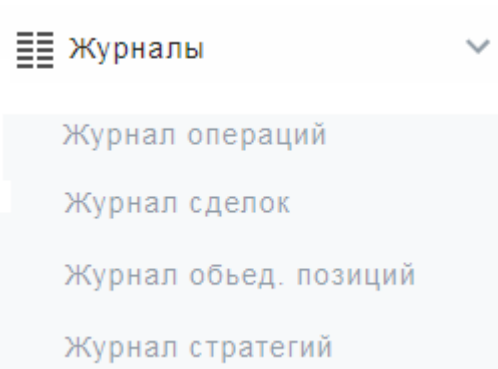 Журналы
Журнал операций
Журнал сделок
Журнал обьед. позиций
Журнал стратегий